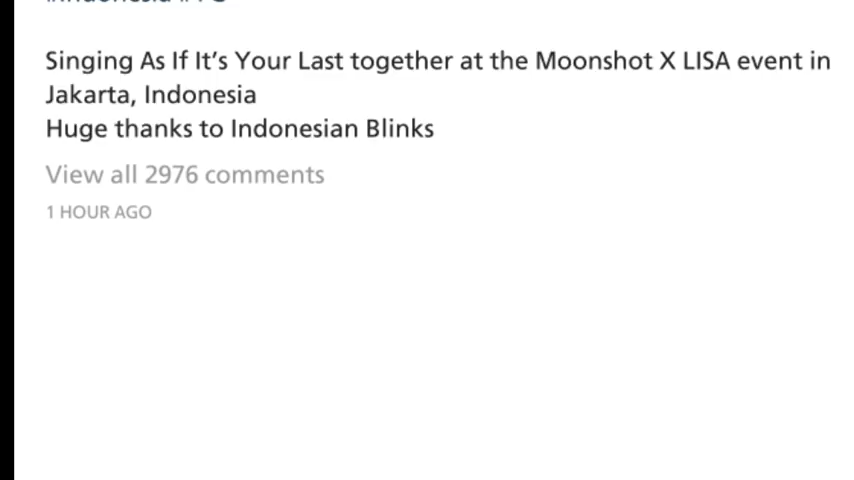 Singing As If It's Your Last together at the Moonshot X LISA event in
Jakarta, Indonesia
Huge thanks to Indonesian Blinks
View all 2976 comments
1 HOUR AGO